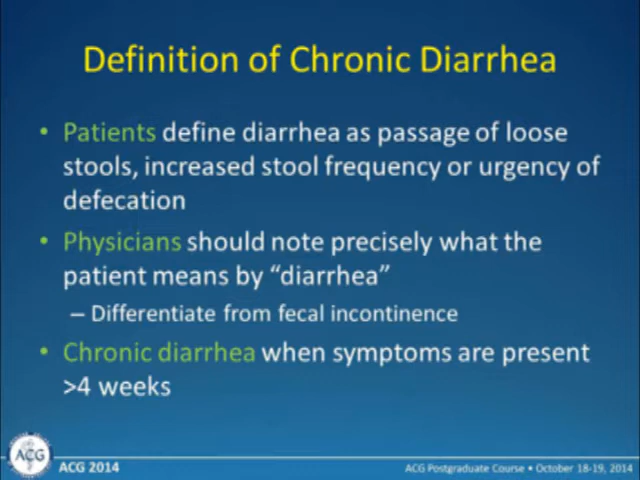 Definition of Chronic Diarrhea
• Patients define diarrhea as passage of loose
stools, increased stool frequency or urgency of
defecation
• Physicians should note precisely what the
patient means by “diarrhea”
– Differentiate from fecal incontinence
• Chronic diarrhea when symptoms are present
>4 weeks
ACG
ACG 2014
ACG Postgraduate Course • October 18-19, 2014